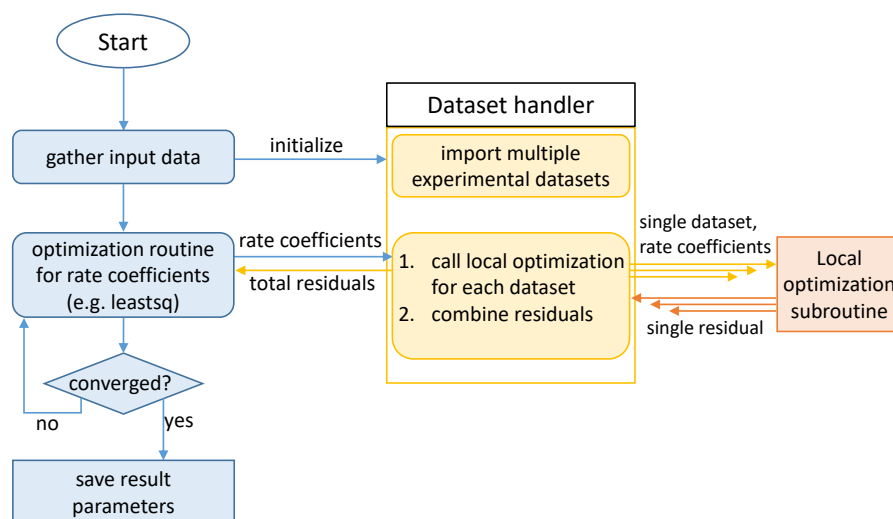 Start
Dataset handler
gather input data
initialize
import multiple
experimental datasets
optimization routine
for rate coefficients
(e.g. leastsq)
rate coefficients
total residuals
1. call local optimization
for each dataset
2. combine residuals
single dataset,
rate coefficients
single residual
Local
optimization
subroutine
converged?
no
yes
save result
parameters